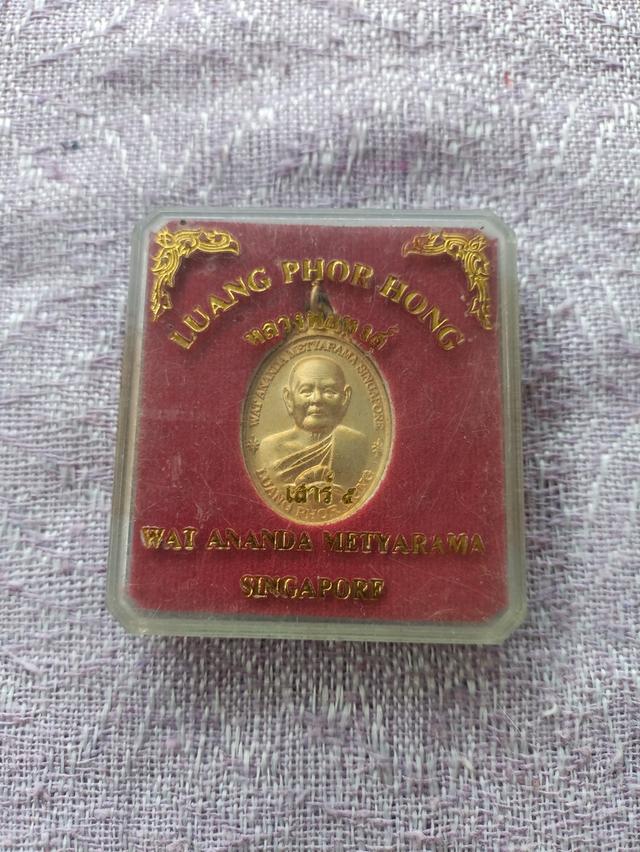 LUANG PHOR HONG
หลวงพ่อหงส์
WAT ANANDA METYARAMA SINGAPORE
LUANG PHOR HONG
เสาร์ ๕
WAT ANANDA METYARAMA
SINGAPORE